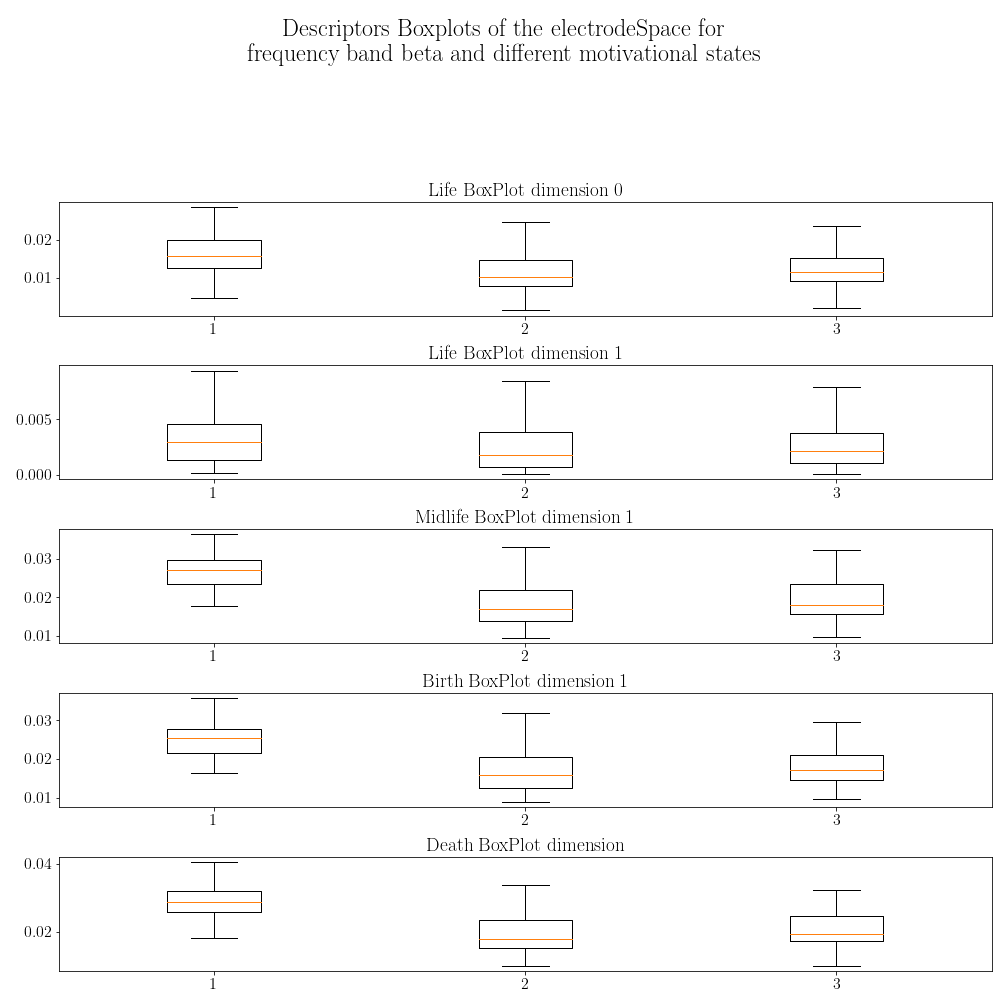 Descriptors Boxplots of the electrodeSpace for
frequency band beta and different motivational states
Life BoxPlot dimension 0
0.02
0.01
1 2 3
Life BoxPlot dimension 1
0.005
0.000
1 2 3
Midlife BoxPlot dimension 1
0.03
0.02
0.01
1 2 3
Birth BoxPlot dimension 1
0.03
0.02
0.01
1 2 3
Death BoxPlot dimension
0.04
0.02
1 2 3